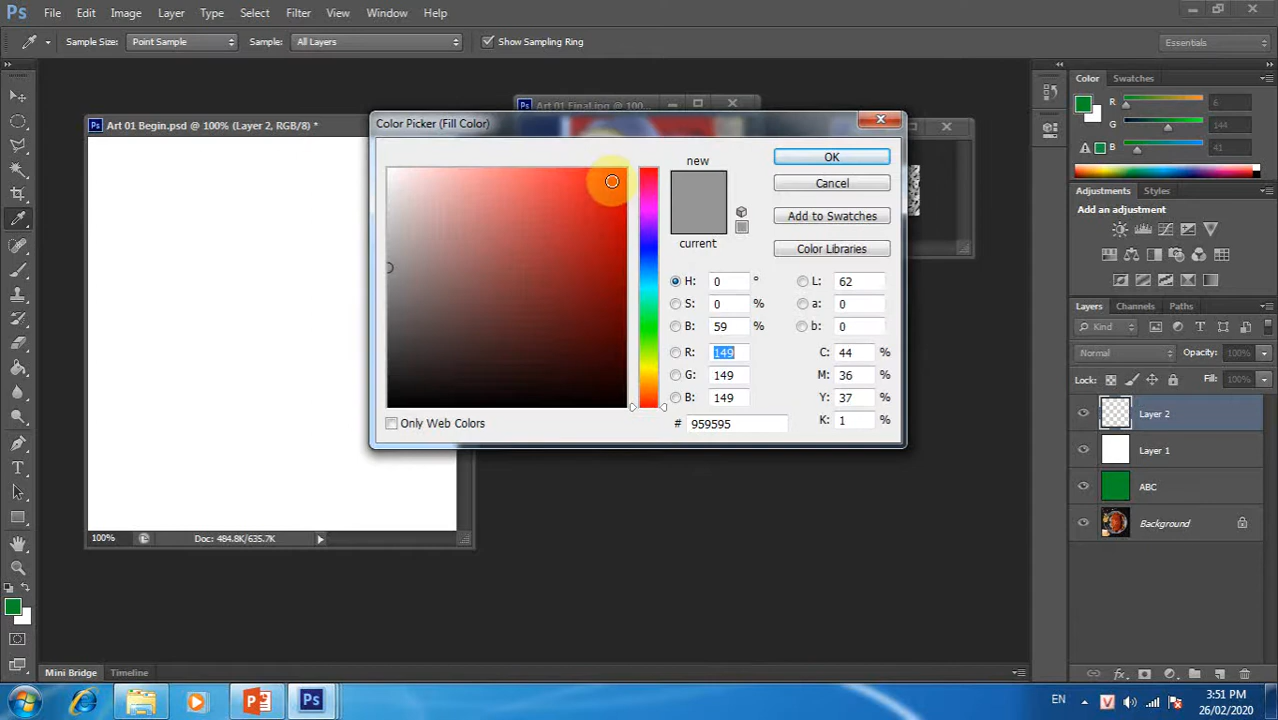 Ps File Edit Image Layer Type Select Filter View Window Help
Sample Size: Point Sample Sample: All Layers Show Sampling Ring Essentials
Ps Art 01 Final.jpg @ 100...
Color Swatches
R 6
G 144
B 41
Ps Art 01 Begin.psd @ 100% (Layer 2, RGB/8) *
Color Picker (Fill Color)
new
current
OK
Cancel
Add to Swatches
Color Libraries
H: 0 ° L: 62
S: 0 % a: 0
B: 59 % b: 0
R: 149 C: 44 %
G: 149 M: 36 %
B: 149 Y: 37 %
K: 1 %
# 959595
Only Web Colors
Adjustments Styles
Add an adjustment
Layers Channels Paths
Kind
Normal Opacity: 100%
Lock: Fill: 100%
Layer 2
Layer 1
ABC
Background
100% Doc: 484.8K/635.7K
Mini Bridge Timeline
EN V 3:51 PM
26/02/2020